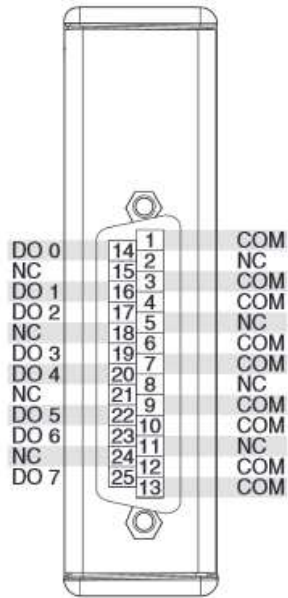 1 COM
DO 0 14
2 NC
NC 15
3 COM
DO 1 16
4 COM
DO 2 17
5 NC
NC 18
6 COM
DO 3 19
7 COM
DO 4 20
8 NC
NC 21
9 COM
DO 5 22
10 COM
DO 6 23
11 NC
NC 24
12 COM
DO 7 25
13 COM